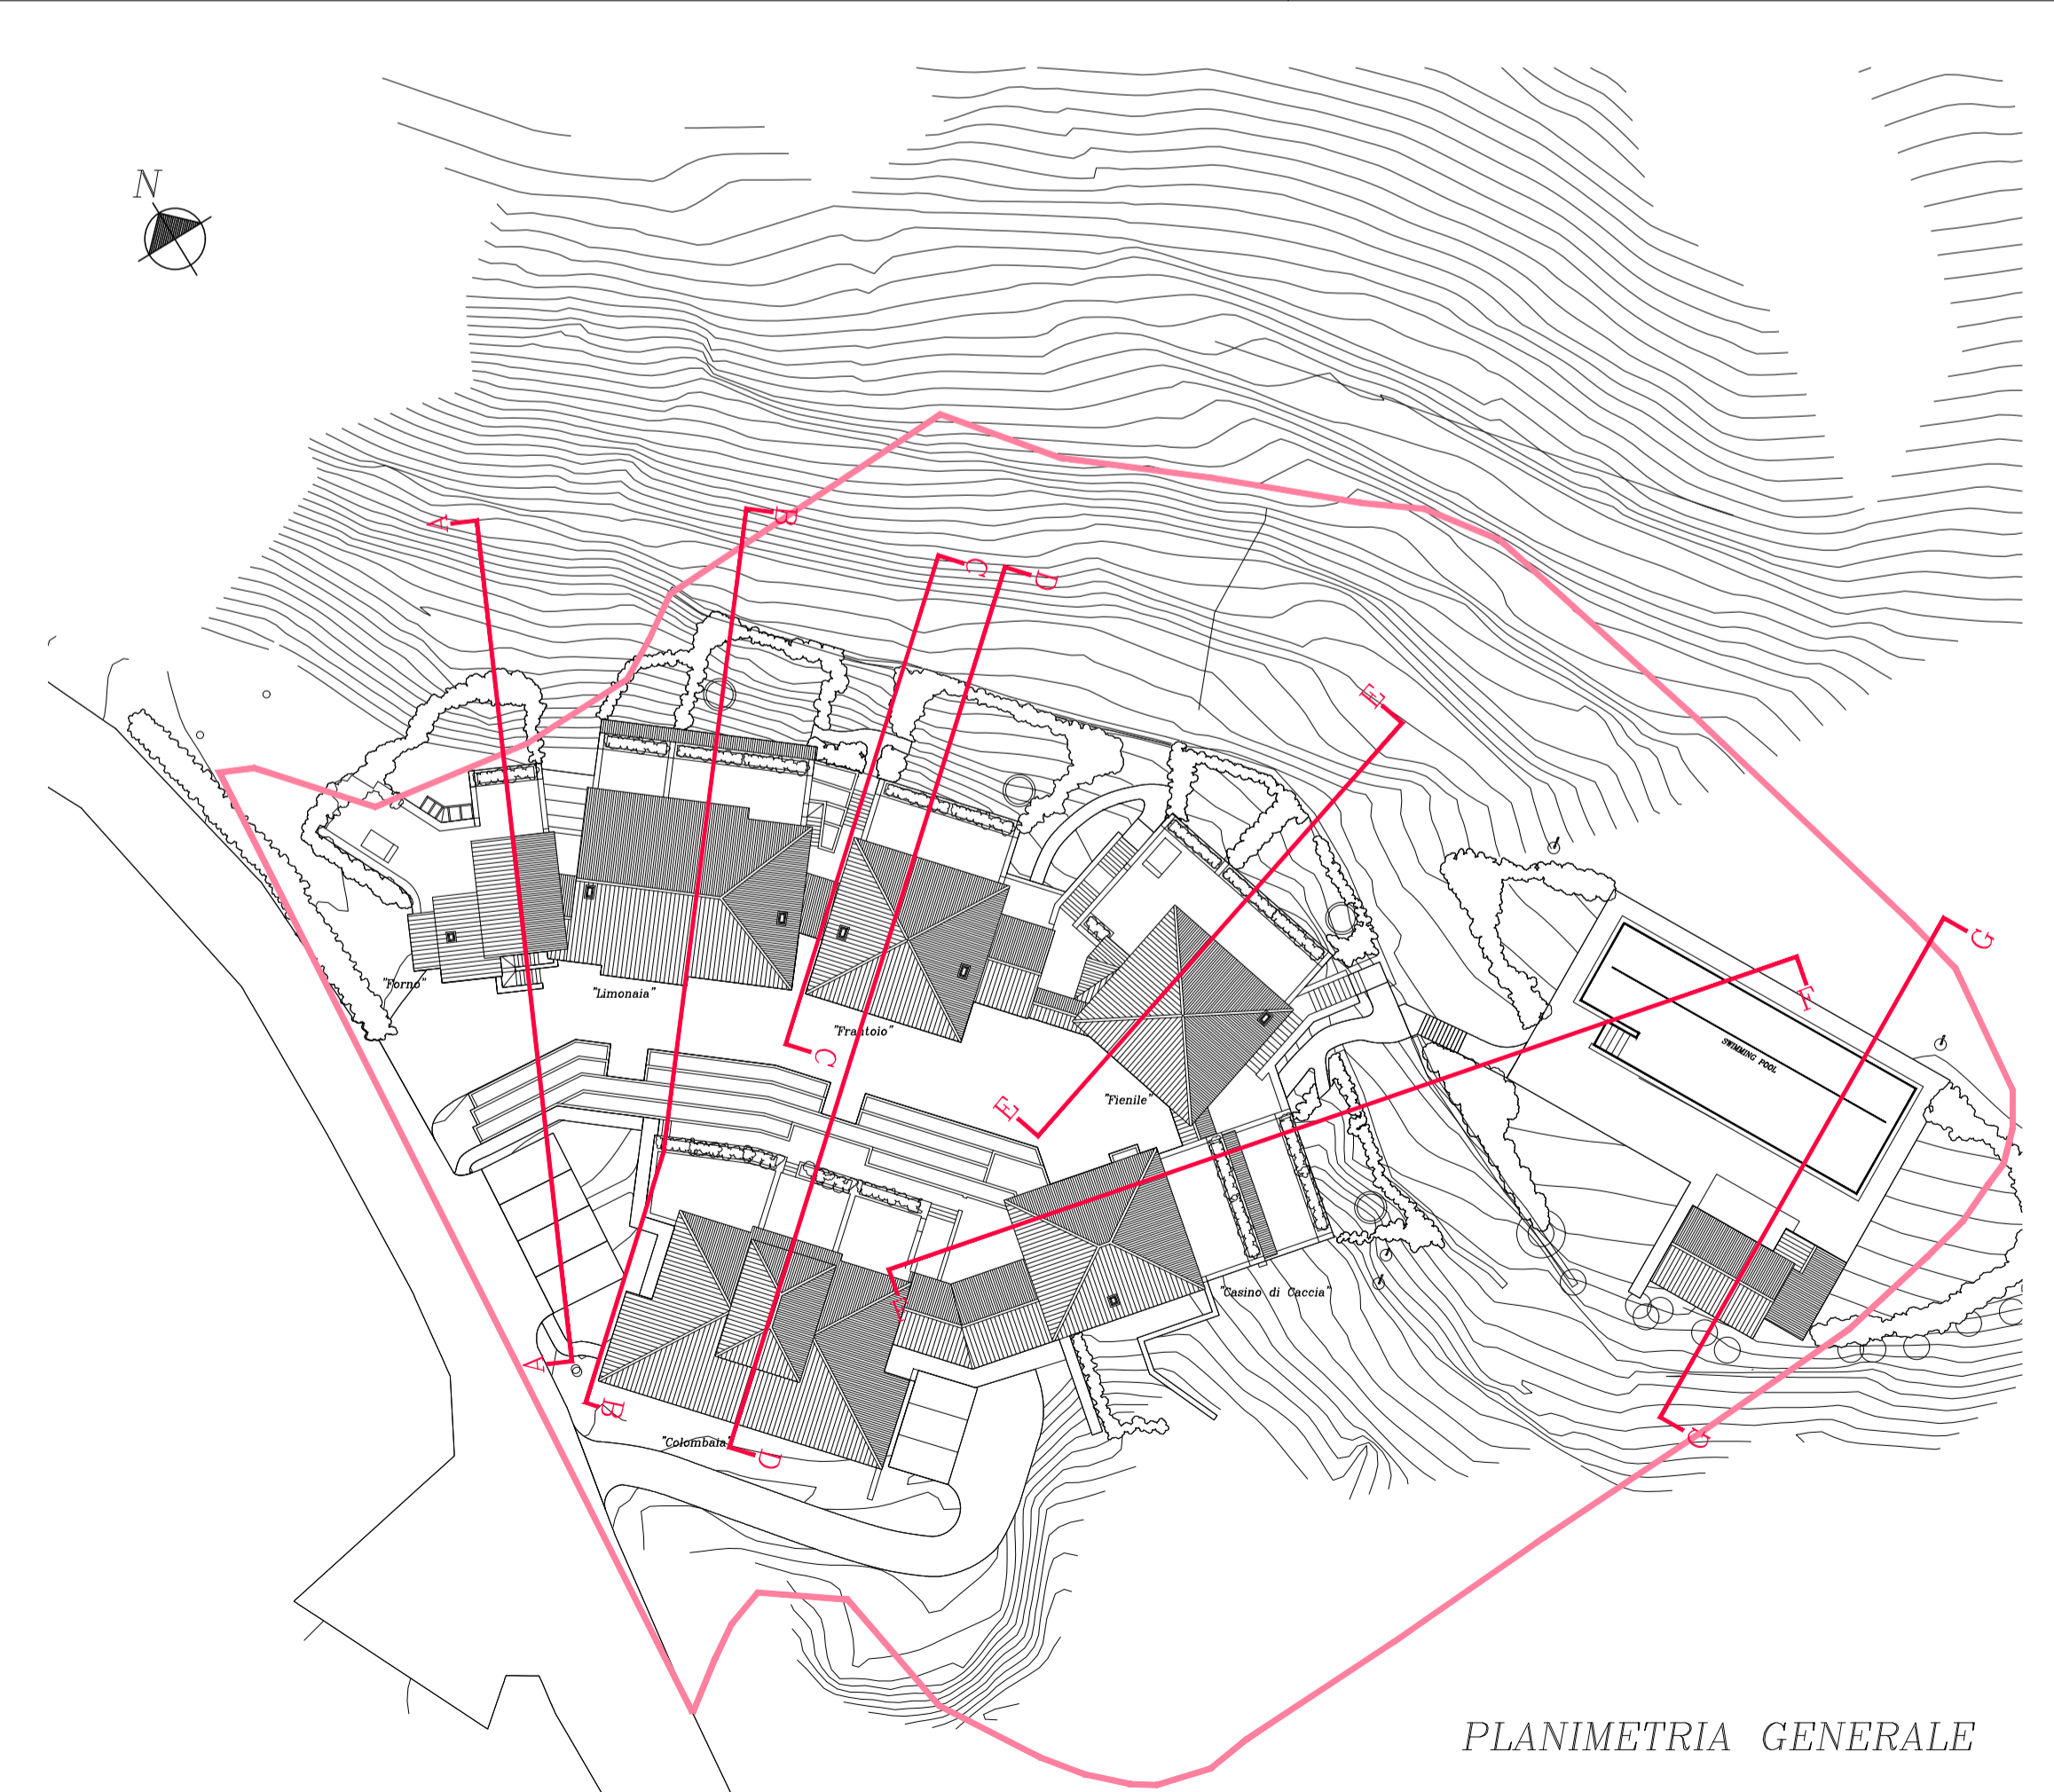 N
A
B
C
D
E
"Forno"
"Limonaia"
"Frantoio"
C
E
"Fienile"
G
F
SWIMMING POOL
F
"Casino di Caccia"
A
B
"Colombaia"
D
G
PLANIMETRIA GENERALE